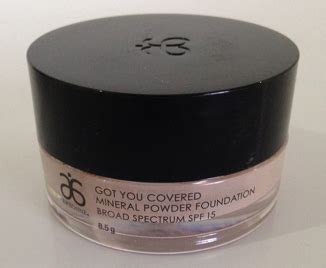 GOT YOU COVERED
MINERAL POWDER FOUNDATION
BROAD SPECTRUM SPF 15
8.5 g